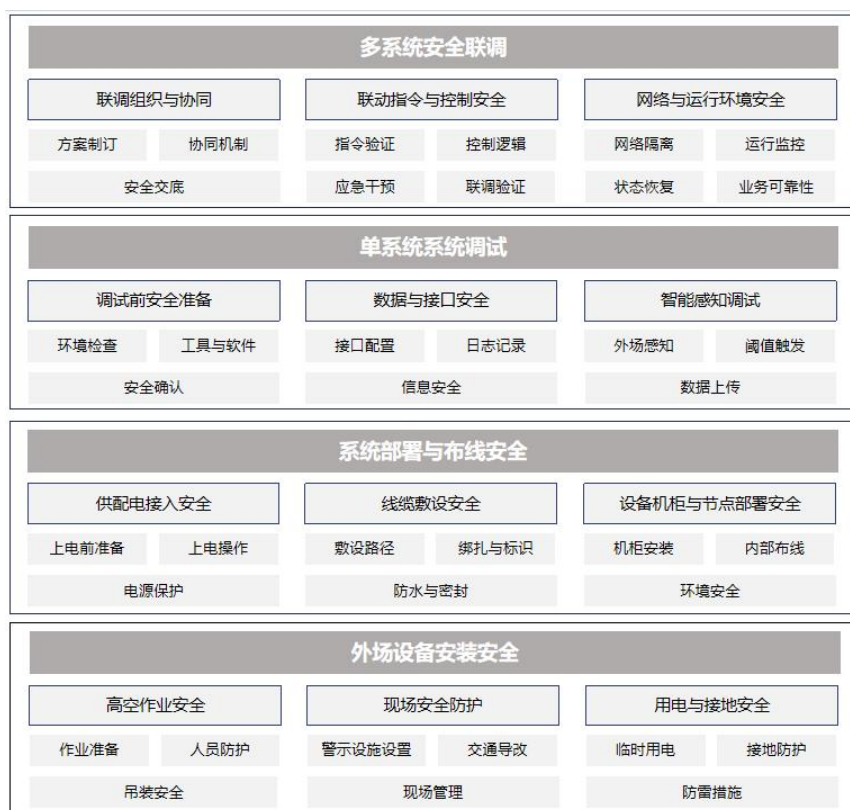 多系统安全联调
联调组织与协同 联动指令与控制安全 网络与运行环境安全
方案制订 协同机制 指令验证 控制逻辑 网络隔离 运行监控
安全交底 应急干预 联调验证 状态恢复 业务可靠性
单系统系统调试
调试前安全准备 数据与接口安全 智能感知调试
环境检查 工具与软件 接口配置 日志记录 外场感知 阈值触发
安全确认 信息安全 数据上传
系统部署与布线安全
供配电接入安全 线缆敷设安全 设备机柜与节点部署安全
上电前准备 上电操作 敷设路径 绑扎与标识 机柜安装 内部布线
电源保护 防水与密封 环境安全
外场设备安装安全
高空作业安全 现场安全防护 用电与接地安全
作业准备 人员防护 警示设施设置 交通导改 临时用电 接地防护
吊装安全 现场管理 防雷措施